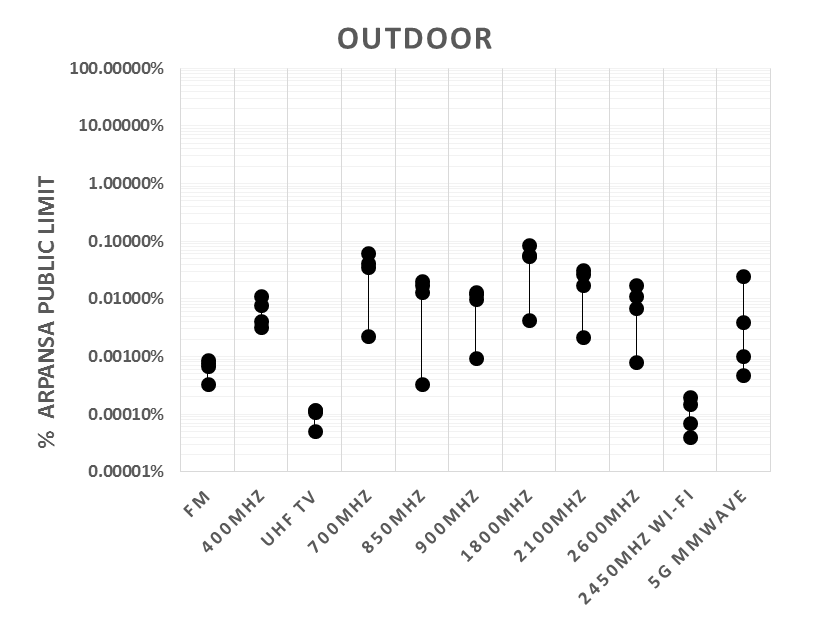 OUTDOOR
100.00000%
10.00000%
1.00000%
0.10000%
0.01000%
0.00100%
0.00010%
0.00001%
% ARPANSA PUBLIC LIMIT
FM
400MHZ
UHF TV
700MHZ
850MHZ
900MHZ
1800MHZ
2100MHZ
2600MHZ
2450MHZ WI-FI
5G MMWAVE